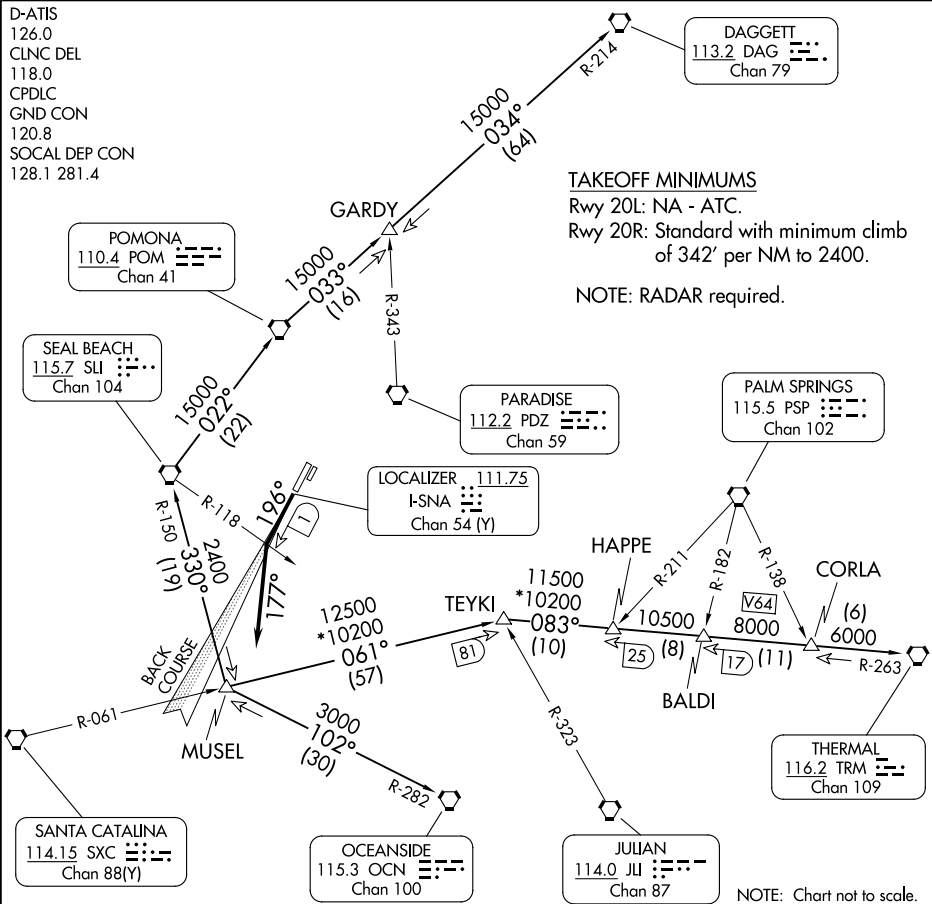 D-ATIS
126.0
CLNC DEL
118.0
CPDLC
GND CON
120.8
SOCAL DEP CON
128.1 281.4
DAGGETT
113.2 DAG
Chan 79
R-214
15000
034°
(64)
TAKEOFF MINIMUMS
Rwy 20L: NA - ATC.
Rwy 20R: Standard with minimum climb
of 342' per NM to 2400.
NOTE: RADAR required.
GARDY
POMONA
110.4 POM
Chan 41
15000
033°
(16)
R-343
SEAL BEACH
115.7 SLI
Chan 104
15000
022°
(22)
PARADISE
112.2 PDZ
Chan 59
PALM SPRINGS
115.5 PSP
Chan 102
LOCALIZER 111.75
I-SNA
Chan 54 (Y)
196°
1
R-118
R-150
2400
330°
(19)
177°
BACK
COURSE
HAPPE
R-211
R-182
R-138
CORLA
TEYKI
11500
*10200
083°
(10)
10500
(8)
V64
8000
(11)
(6)
6000
R-263
12500
*10200
061°
(57)
81
25
17
BALDI
R-061
MUSEL
3000
102°
(30)
R-282
R-323
THERMAL
116.2 TRM
Chan 109
SANTA CATALINA
114.15 SXC
Chan 88(Y)
OCEANSIDE
115.3 OCN
Chan 100
JULIAN
114.0 JLI
Chan 87
NOTE: Chart not to scale.